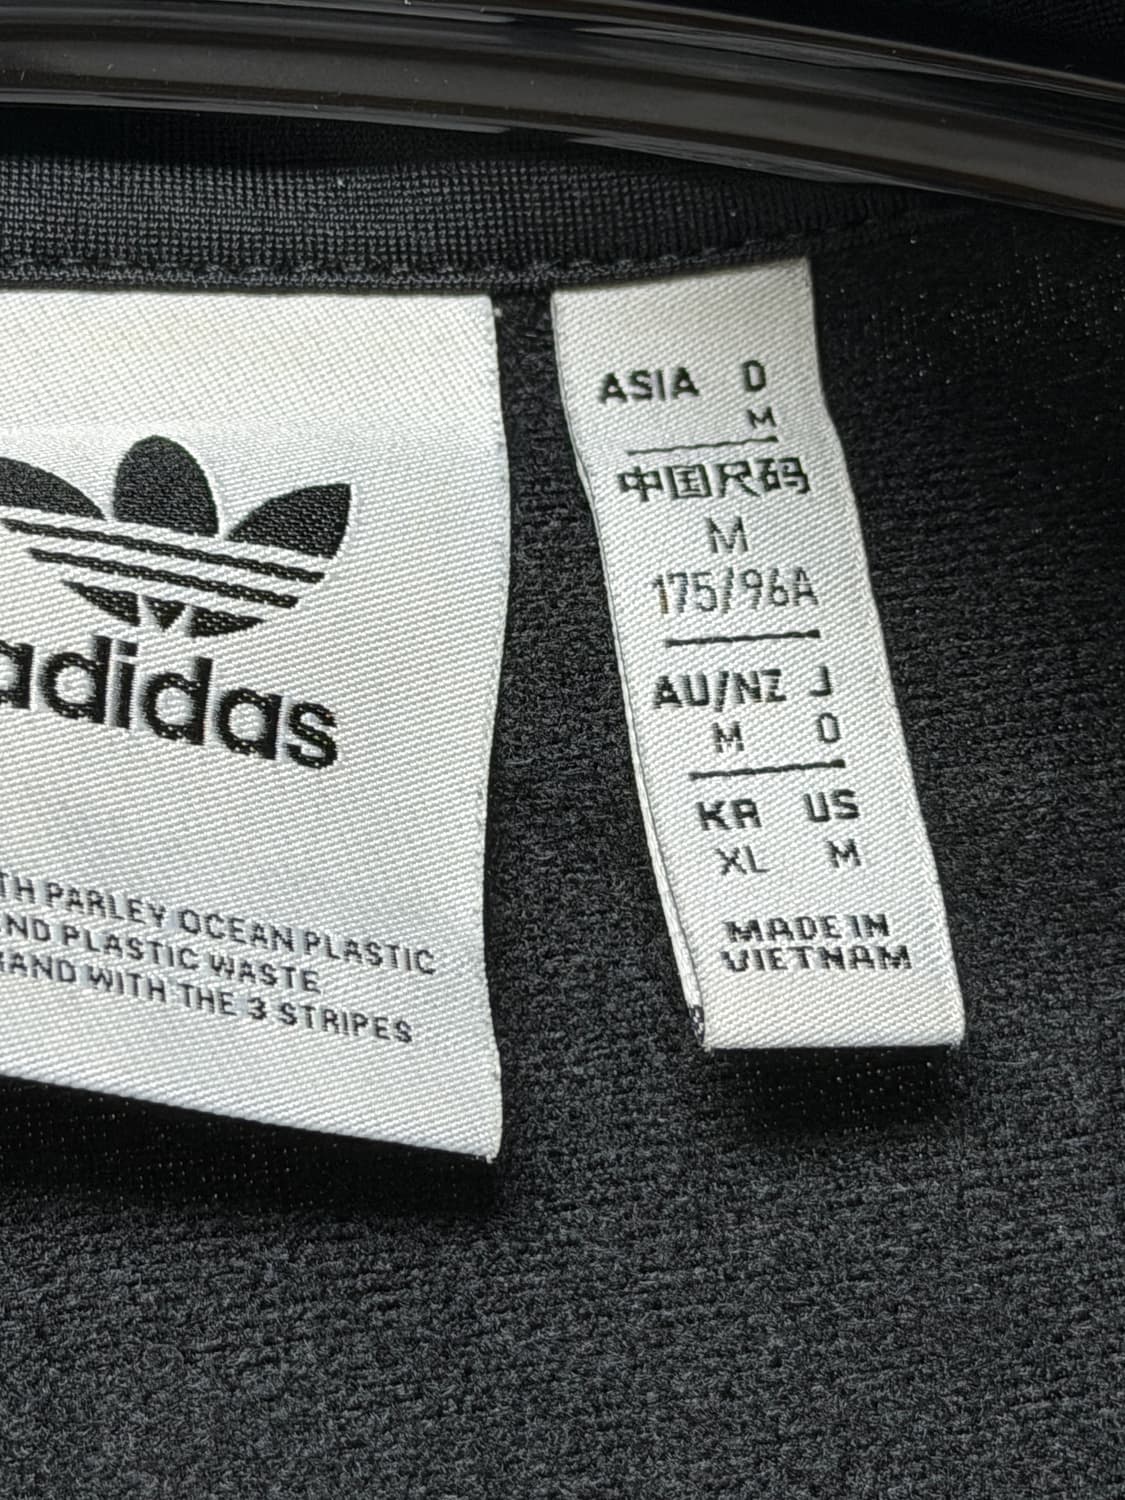 adidas
TH PARLEY OCEAN PLASTIC
ND PLASTIC WASTE
RAND WITH THE 3 STRIPES
ASIA D
M
中国尺码
M
175/96A
AU/NZ J
M O
KR US
XL M
MADE IN
VIETNAM